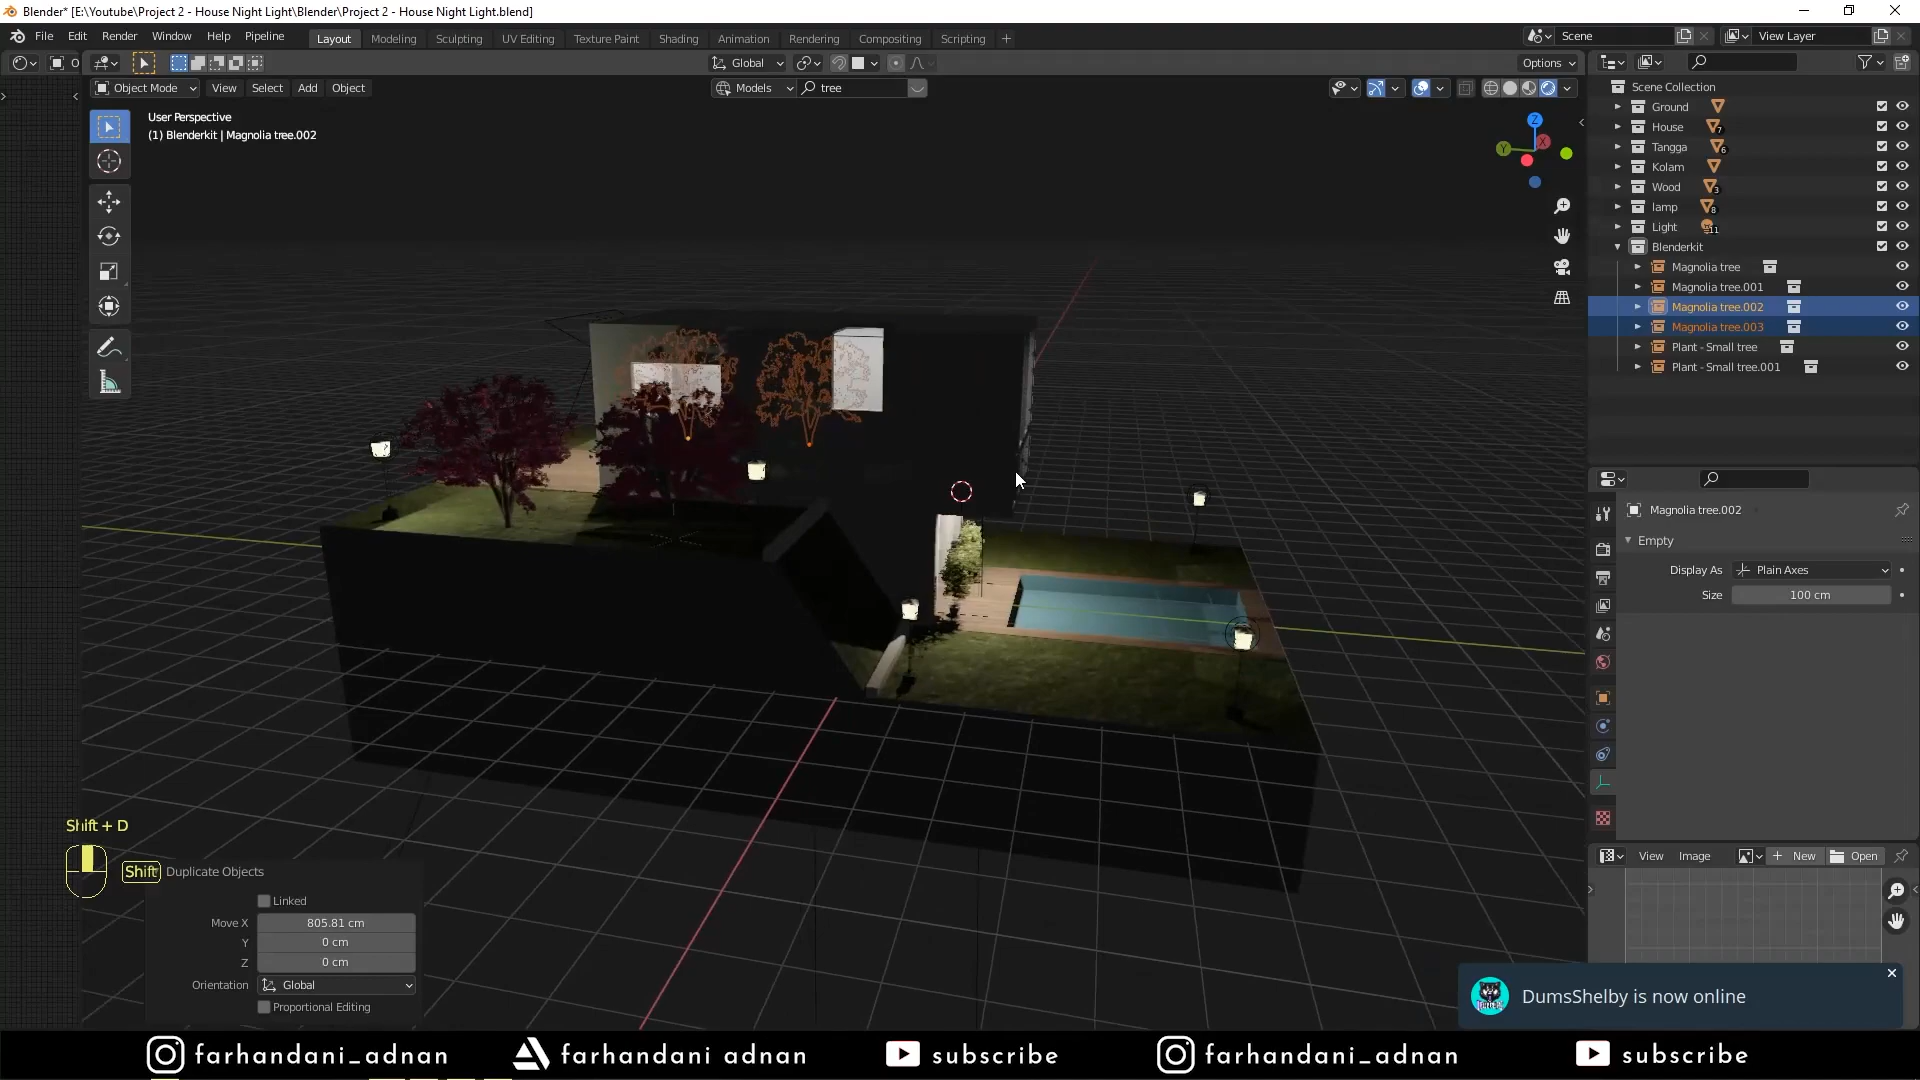 Blender* [E:\Youtube\Project 2 - House Night Light\Blender\Project 2 - House Night Light.blend]
File Edit Render Window Help Pipeline Layout Modeling Sculpting UV Editing Texture Paint Shading Animation Rendering Compositing Scripting + Scene View Layer
Global Options
Object Mode View Select Add Object Models tree
User Perspective
(1) Blenderkit | Magnolia tree.002
Z
Y X
Scene Collection
Ground
House 7
Tangga 6
Kolam
Wood 3
lamp 8
Light 11
Blenderkit
Magnolia tree
Magnolia tree.001
Magnolia tree.002
Magnolia tree.003
Plant - Small tree
Plant - Small tree.001
Magnolia tree.002
Empty
Display As Plain Axes
Size 100 cm
View Image New Open
Shift + D
Shift Duplicate Objects
Linked
Move X 805.81 cm
Y 0 cm
Z 0 cm
Orientation Global
Proportional Editing
DumsShelby is now online
farhandani_adnan farhandani adnan subscribe farhandani_adnan subscribe